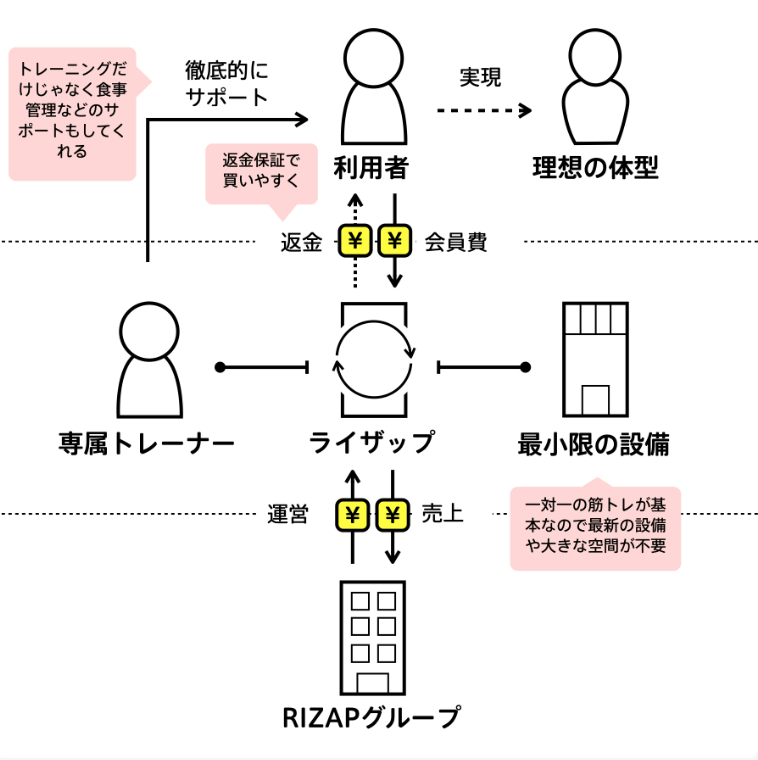 トレーニングだ
けじゃなく食事
管理などのサ
ポートもしてく
れる
徹底的に
サポート
実現
利用者
理想の体型
返金保証で
買いやすく
返金
¥
¥
会員費
専属トレーナー
ライザップ
最小限の設備
運営
¥
¥
売上
一対一の筋トレが基
本なので最新の設備
や大きな空間が不要
RIZAPグループ